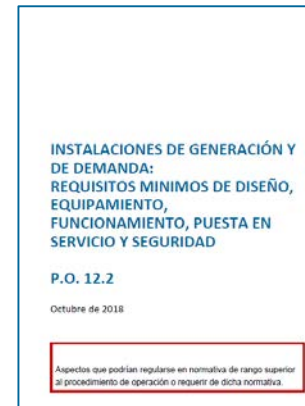 INSTALACIONES DE GENERACIÓN Y
DE DEMANDA:
REQUISITOS MINIMOS DE DISEÑO,
EQUIPAMIENTO,
FUNCIONAMIENTO, PUESTA EN
SERVICIO Y SEGURIDAD
P.O. 12.2
Octubre de 2018
Aspectos que podrían regularse en normativa de rango superior
al procedimiento de operación o requerir de dicha normativa.